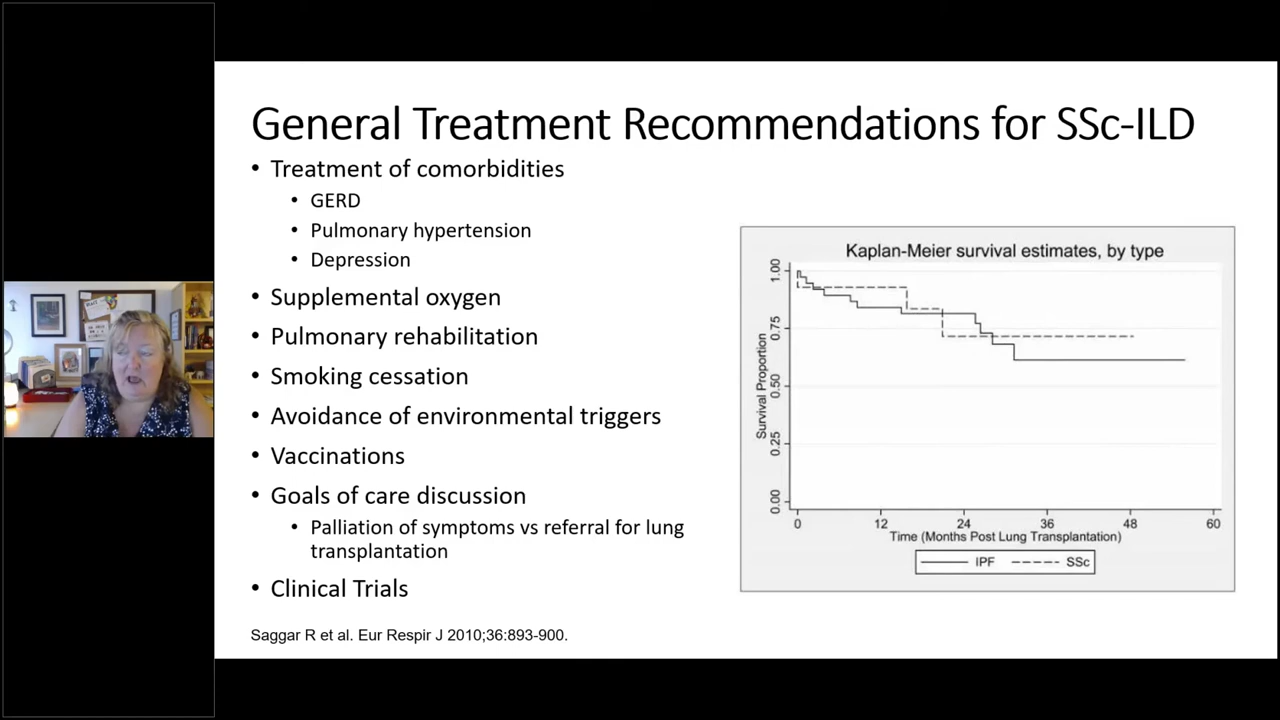 General Treatment Recommendations for SSc-ILD
• Treatment of comorbidities
• GERD
• Pulmonary hypertension
• Depression
• Supplemental oxygen
• Pulmonary rehabilitation
• Smoking cessation
• Avoidance of environmental triggers
• Vaccinations
• Goals of care discussion
• Palliation of symptoms vs referral for lung
transplantation
• Clinical Trials
Saggar R et al. Eur Respir J 2010;36:893-900.
Kaplan-Meier survival estimates, by type
Survival Proportion
1.00
0.75
0.50
0.25
0.00
0 12 24 36 48 60
Time (Months Post Lung Transplantation)
IPF SSc